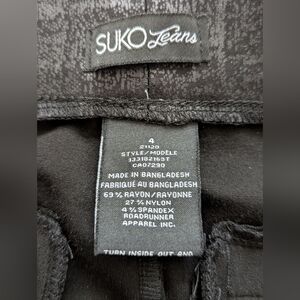 SUKO Jeans
4
21120
STYLE/MODÈLE
CA07290
MADE IN BANGLADESH
FABRIQUÉ AU BANGLADESH
69% RAYON/RAYONNE
27% NYLON
4% SPANDEX
ROADRUNNER
APPAREL INC.
TURN INSIDE OUT AND